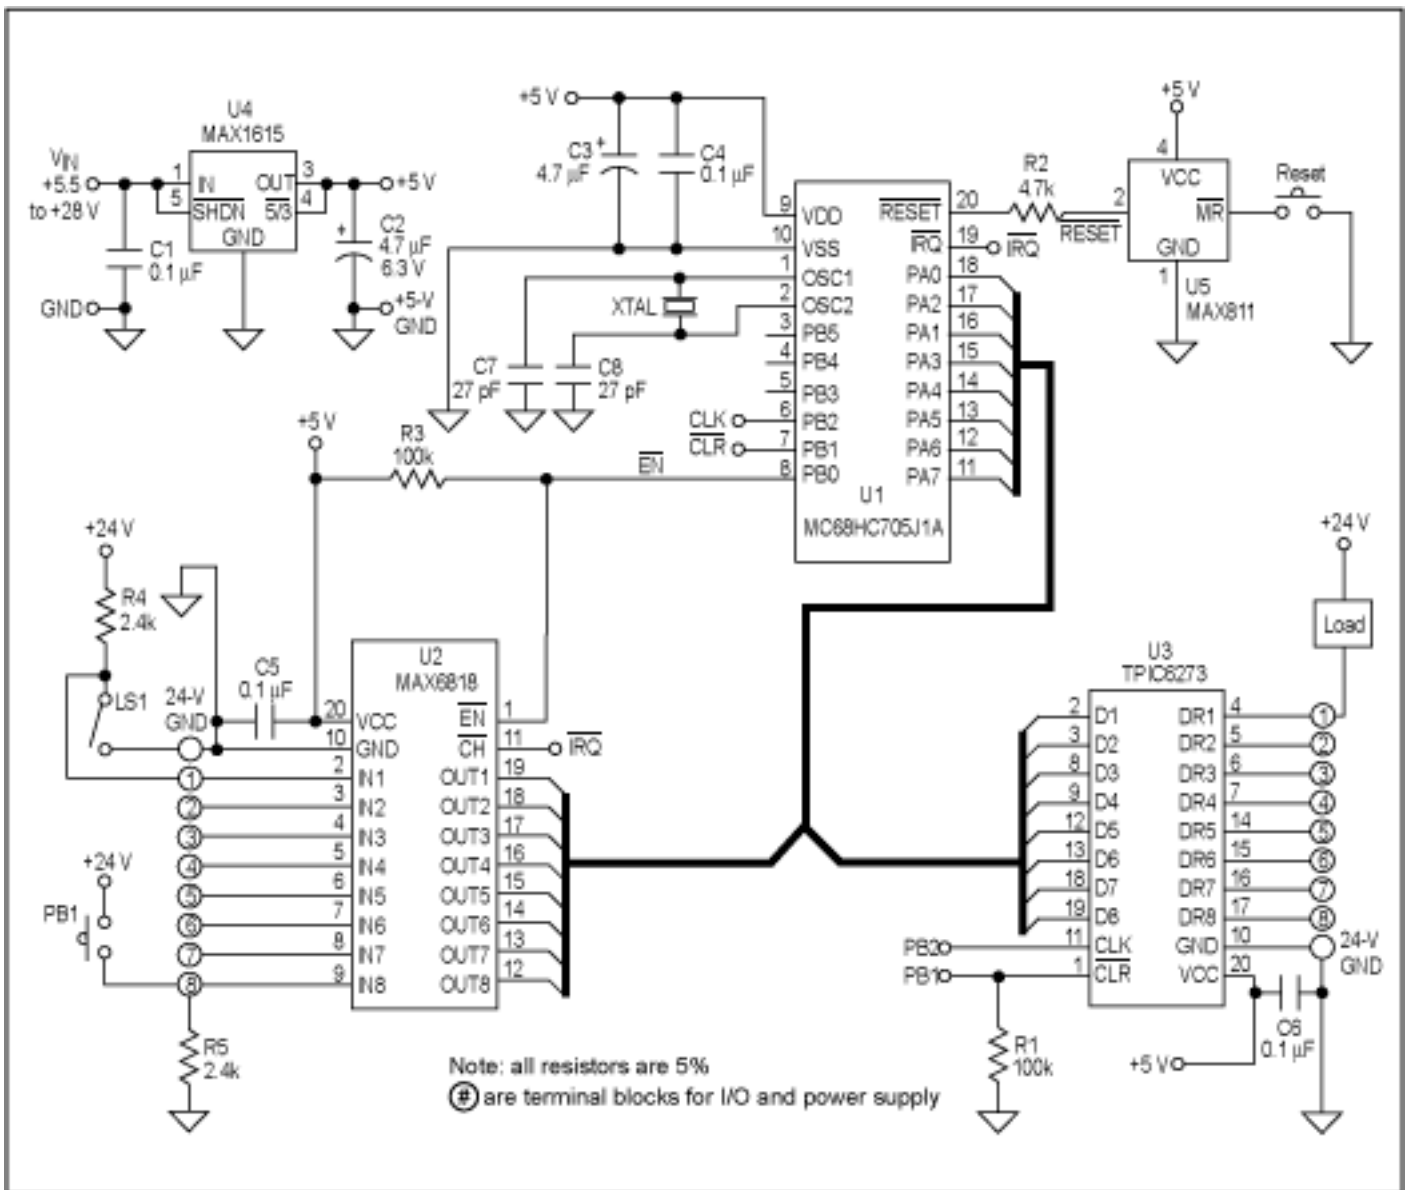 U4
MAX1615
VIN
+5.5
to +28 V
1
IN
5
SHDN
OUT
3
5/3
4
GND
+5 V
C1
0.1 µF
C2
4.7 µF
6.3 V
GND
+5-V
GND
+5 V
C3
+
4.7 µF
C4
0.1 µF
XTAL
C7
27 pF
C8
27 pF
9
VDD
10
VSS
1
OSC1
2
OSC2
3
PB5
4
PB4
5
PB3
CLK
6
PB2
CLR
7
PB1
EN
8
PB0
RESET
20
IRQ
19
IRQ
PA0
18
PA2
17
PA1
16
PA3
15
PA4
14
PA5
13
PA6
12
PA7
11
U1
MC68HC705J1A
R2
4.7k
RESET
2
+5 V
4
VCC
MR
GND
1
U5
MAX811
Reset
+5 V
R3
100k
+24 V
R4
2.4k
LS1
24-V
GND
C5
0.1 µF
U2
MAX6818
20
VCC
10
GND
1
2
IN1
2
3
IN2
3
4
IN3
4
5
IN4
5
6
IN5
6
7
IN6
7
8
IN7
8
9
IN8
EN
1
CH
11
IRQ
OUT1
19
OUT2
18
OUT3
17
OUT4
16
OUT5
15
OUT6
14
OUT7
13
OUT8
12
+24 V
PB1
R5
2.4k
+24 V
Load
U3
TPIC6273
2
D1
3
D2
8
D3
9
D4
12
D5
13
D6
18
D7
19
D8
PB2
11
CLK
PB1
1
CLR
DR1
4
1
DR2
5
2
DR3
6
3
DR4
7
4
DR5
14
5
DR6
15
6
DR7
16
7
DR8
17
8
GND
10
24-V
GND
VCC
20
C6
0.1 µF
+5 V
R1
100k
Note: all resistors are 5%
# are terminal blocks for I/O and power supply